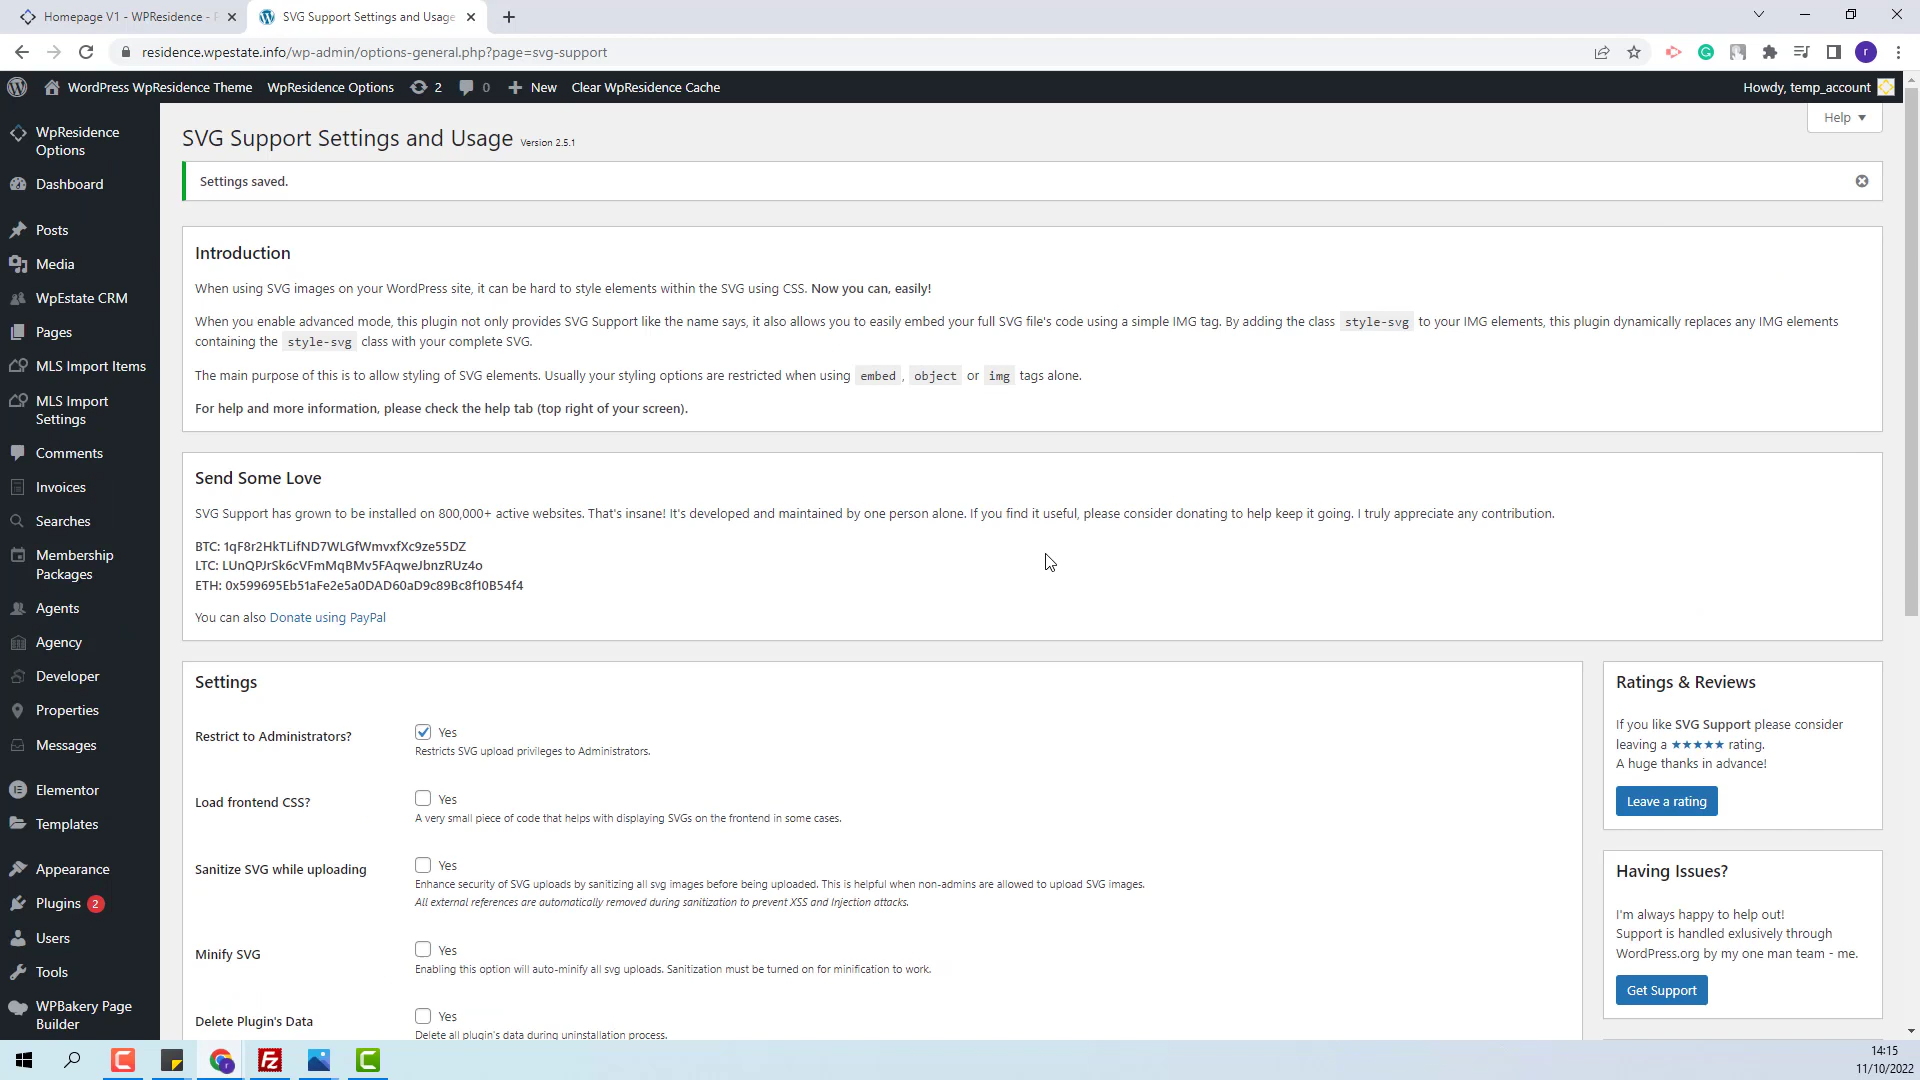 Homepage V1 - WPResidence - F
SVG Support Settings and Usage
residence.wpestate.info/wp-admin/options-general.php?page=svg-support
r
WordPress WpResidence Theme
WpResidence Options
2
0
New
Clear WpResidence Cache
Howdy, temp_account
WpResidence
Options
Dashboard
Posts
Media
WpEstate CRM
Pages
MLS Import Items
MLS Import
Settings
Comments
Invoices
Searches
Membership
Packages
Agents
Agency
Developer
Properties
Messages
Elementor
Templates
Appearance
Plugins 2
Users
Tools
WPBakery Page
Builder
Help
SVG Support Settings and Usage Version 2.5.1
Settings saved.
Introduction
When using SVG images on your WordPress site, it can be hard to style elements within the SVG using CSS. Now you can, easily!
When you enable advanced mode, this plugin not only provides SVG Support like the name says, it also allows you to easily embed your full SVG file's code using a simple IMG tag. By adding the class style-svg to your IMG elements, this plugin dynamically replaces any IMG elements
containing the style-svg class with your complete SVG.
The main purpose of this is to allow styling of SVG elements. Usually your styling options are restricted when using embed, object or img tags alone.
For help and more information, please check the help tab (top right of your screen).
Send Some Love
SVG Support has grown to be installed on 800,000+ active websites. That's insane! It's developed and maintained by one person alone. If you find it useful, please consider donating to help keep it going. I truly appreciate any contribution.
BTC: 1qF8r2HkTLifND7WLGfWmvxfXc9ze55DZ
LTC: LUnQPJrSk6cVFmMqBMv5FAqweJbnzRUz4o
ETH: 0x599695Eb51aFe2e5a0DAD60aD9c89Bc8f10B54f4
You can also Donate using PayPal
Settings
Restrict to Administrators?
Yes
Restricts SVG upload privileges to Administrators.
Load frontend CSS?
Yes
A very small piece of code that helps with displaying SVGs on the frontend in some cases.
Sanitize SVG while uploading
Yes
Enhance security of SVG uploads by sanitizing all svg images before being uploaded. This is helpful when non-admins are allowed to upload SVG images.
All external references are automatically removed during sanitization to prevent XSS and Injection attacks.
Minify SVG
Yes
Enabling this option will auto-minify all svg uploads. Sanitization must be turned on for minification to work.
Delete Plugin's Data
Yes
Delete all plugin's data during uninstallation process.
Ratings & Reviews
If you like SVG Support please consider
leaving a ★★★★★ rating.
A huge thanks in advance!
Leave a rating
Having Issues?
I'm always happy to help out!
Support is handled exlusively through
WordPress.org by my one man team - me.
Get Support
14:15
11/10/2022